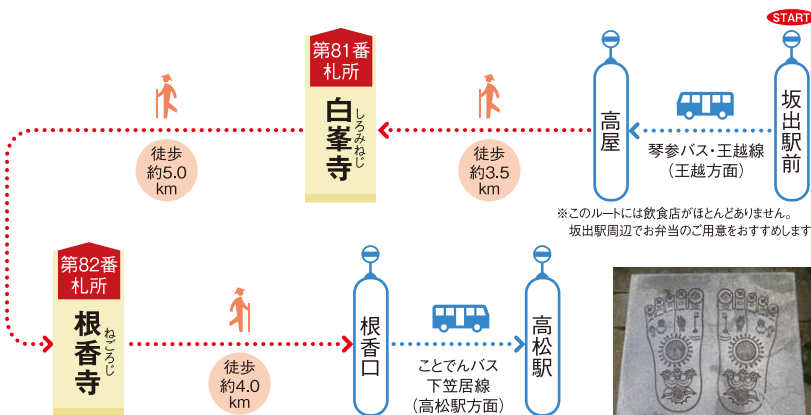 START
坂出駅前
琴参バス・王越線
（王越方面）
高屋
徒歩
約3.5
km
第81番
札所
白峯寺
しろみねじ
徒歩
約5.0
km
※このルートには飲食店がほとんどありません。
坂出駅周辺でお弁当のご用意をおすすめします
第82番
札所
根香寺
ねごろじ
徒歩
約4.0
km
根香口
ことでんバス
下笠居線
（高松駅方面）
高松駅